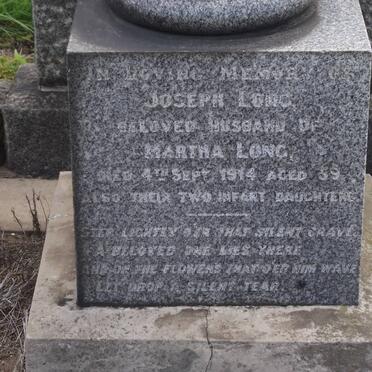 IN LOVING MEMORY OF
JOSEPH LONG,
BELOVED HUSBAND OF
MARTHA LONG,
DIED 4TH SEPT 1914 AGED 39.
ALSO THEIR TWO INFANT DAUGHTERS
STEP LIGHTLY O'ER THAT SILENT GRAVE,
A BELOVED ONE LIES THERE
AND ON THE FLOWERS THAT O'ER HIM WAVE
LET DROP A SILENT TEAR.